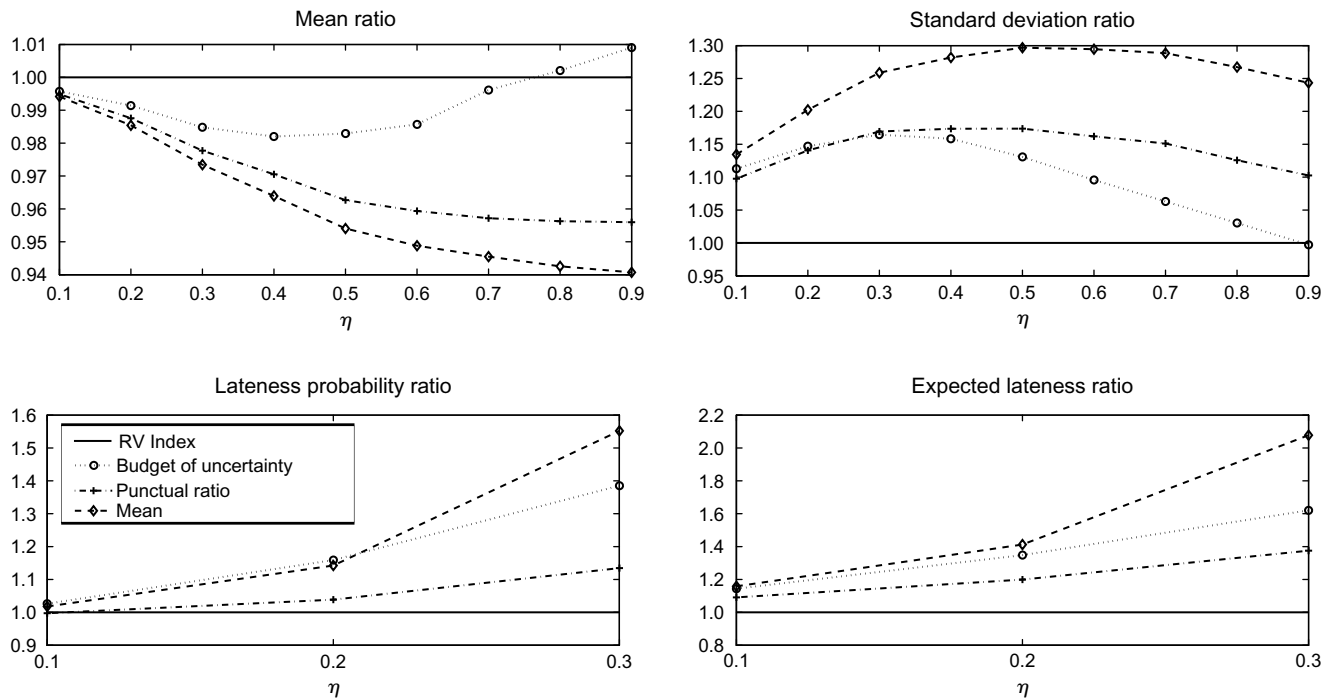 Mean ratio
1.01
1.00
0.99
0.98
0.97
0.96
0.95
0.94
0.1 0.2 0.3 0.4 0.5 0.6 0.7 0.8 0.9
η
Standard deviation ratio
1.30
1.25
1.20
1.15
1.10
1.05
1.00
0.95
0.1 0.2 0.3 0.4 0.5 0.6 0.7 0.8 0.9
η
Lateness probability ratio
1.6
1.5
1.4
1.3
1.2
1.1
1.0
0.9
RV Index
Budget of uncertainty
Punctual ratio
Mean
0.1 0.2 0.3
η
Expected lateness ratio
2.2
2.0
1.8
1.6
1.4
1.2
1.0
0.8
0.1 0.2 0.3
η